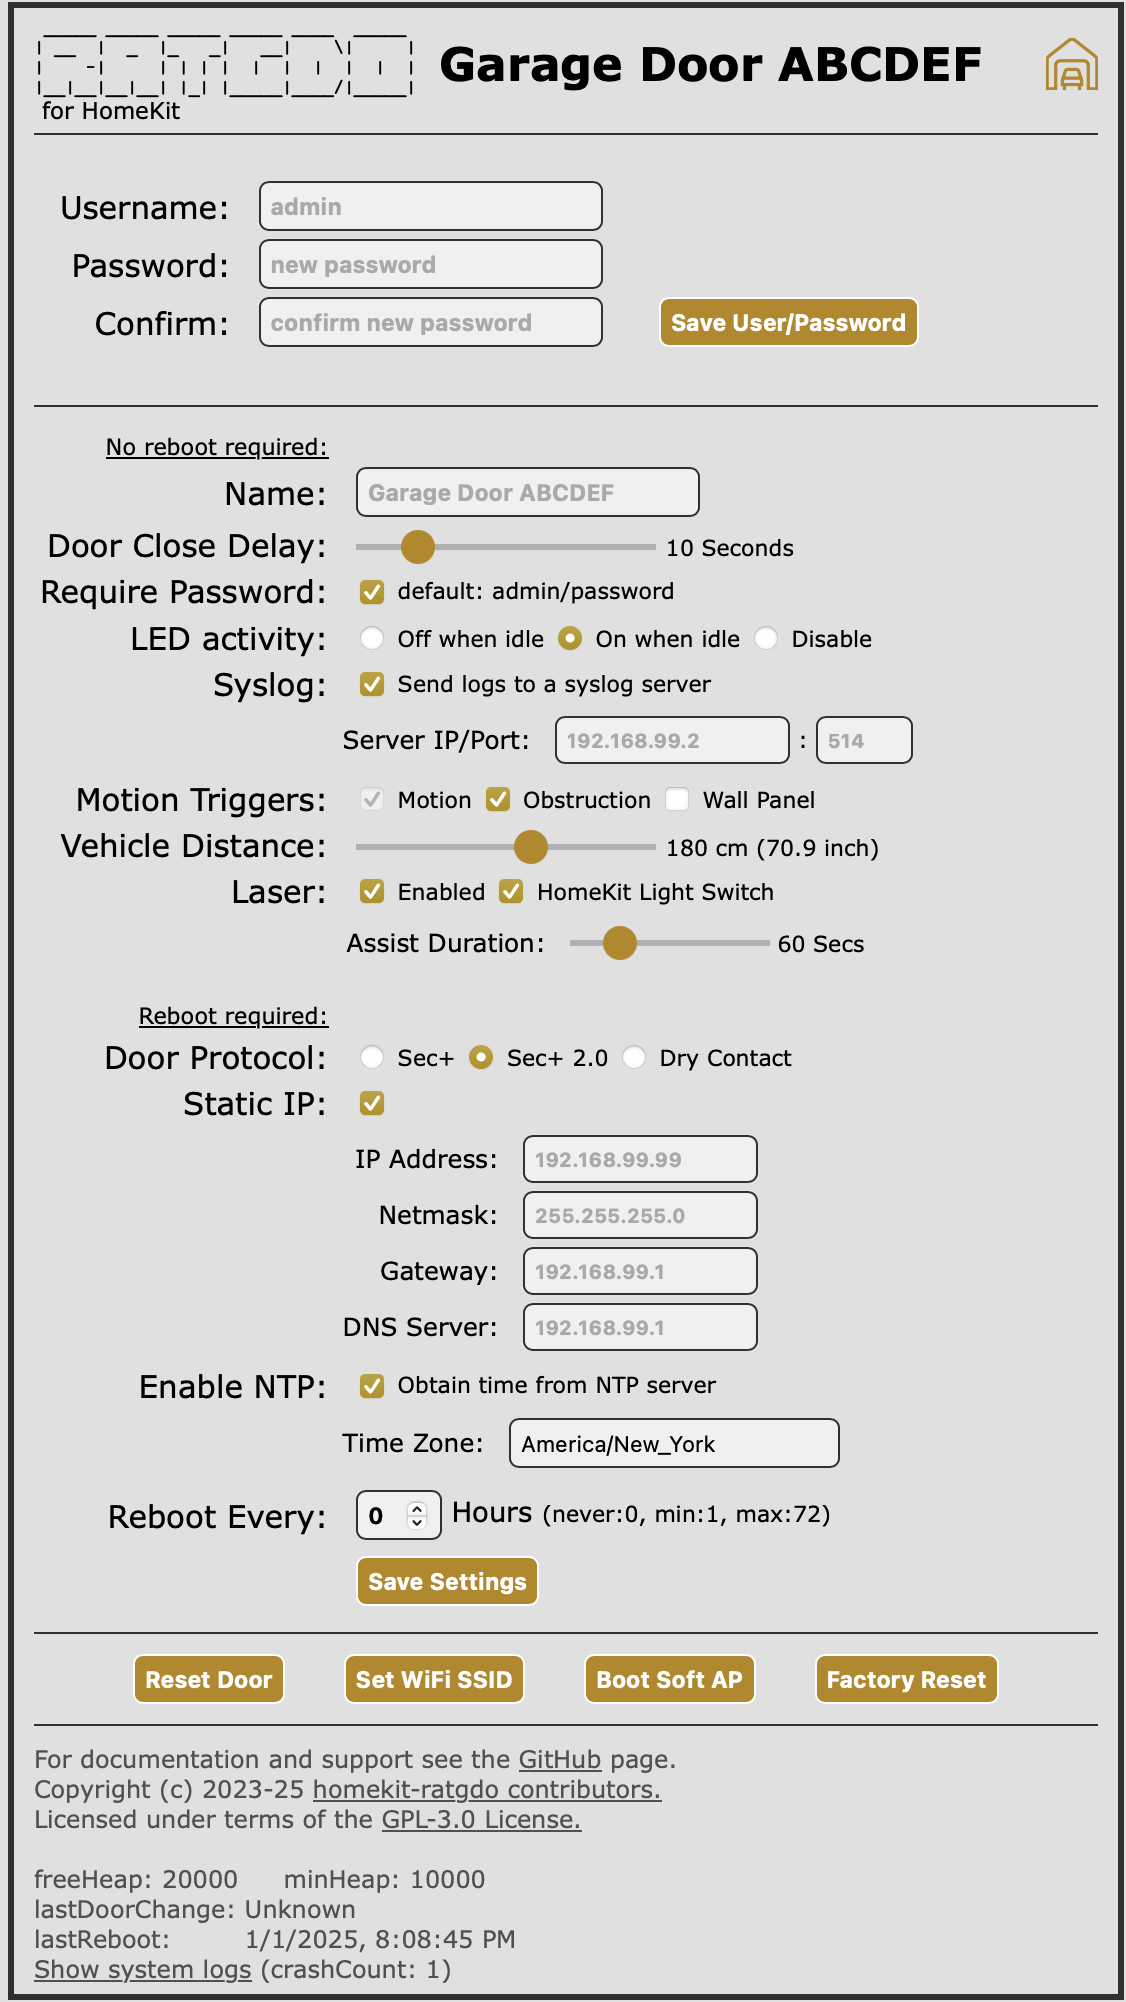 RATGDO
for HomeKit
Garage Door ABCDEF
Username: admin
Password: new password
Confirm: confirm new password Save User/Password
No reboot required:
Name: Garage Door ABCDEF
Door Close Delay: 10 Seconds
Require Password: default: admin/password
LED activity: Off when idle On when idle Disable
Syslog: Send logs to a syslog server
Server IP/Port: 192.168.99.2 : 514
Motion Triggers: Motion Obstruction Wall Panel
Vehicle Distance: 180 cm (70.9 inch)
Laser: Enabled HomeKit Light Switch
Assist Duration: 60 Secs
Reboot required:
Door Protocol: Sec+ Sec+ 2.0 Dry Contact
Static IP:
IP Address: 192.168.99.99
Netmask: 255.255.255.0
Gateway: 192.168.99.1
DNS Server: 192.168.99.1
Enable NTP: Obtain time from NTP server
Time Zone: America/New_York
Reboot Every: 0 Hours (never:0, min:1, max:72)
Save Settings
Reset Door Set WiFi SSID Boot Soft AP Factory Reset
For documentation and support see the GitHub page.
Copyright (c) 2023-25 homekit-ratgdo contributors.
Licensed under terms of the GPL-3.0 License.
freeHeap: 20000 minHeap: 10000
lastDoorChange: Unknown
lastReboot: 1/1/2025, 8:08:45 PM
Show system logs (crashCount: 1)